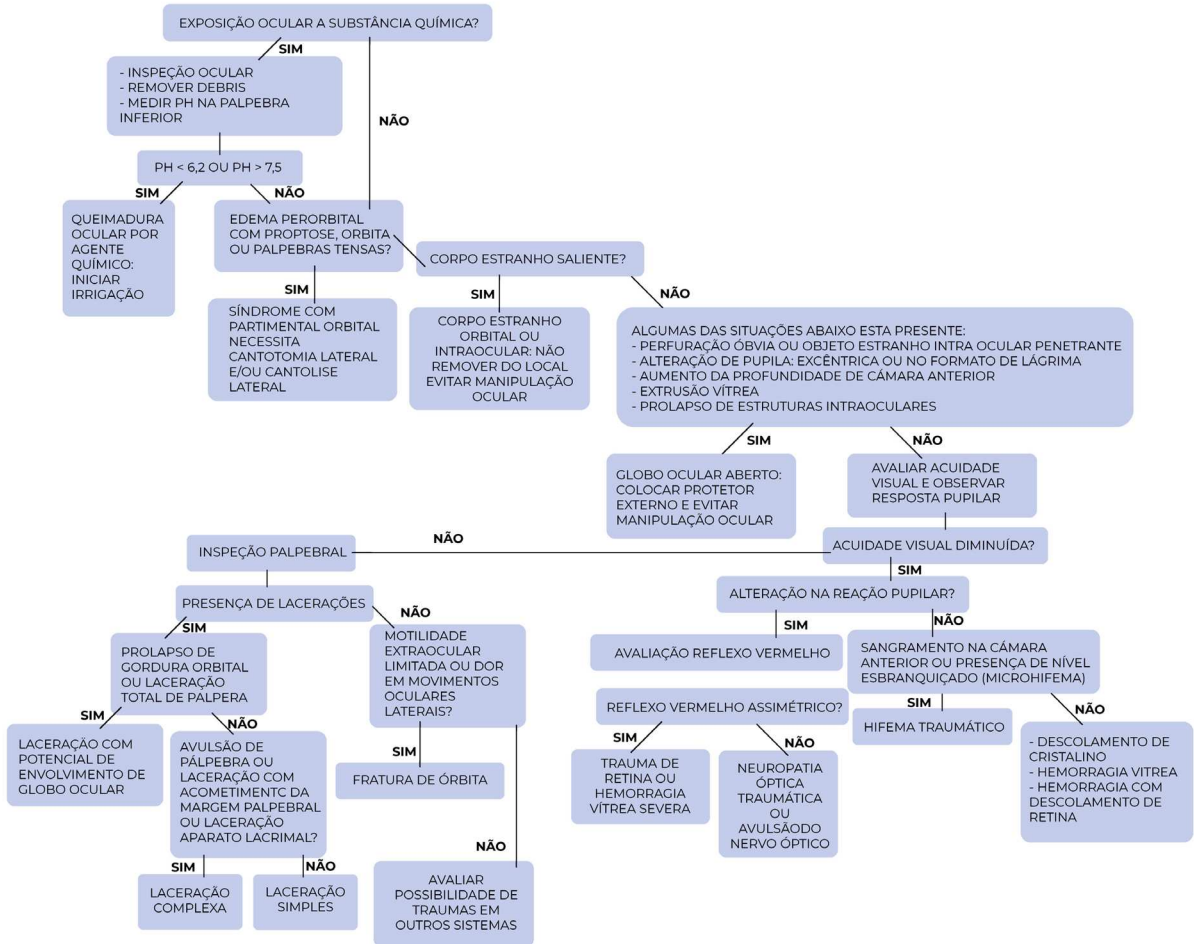 EXPOSIÇÃO OCULAR A SUBSTÂNCIA QUÍMICA?
SIM
- INSPEÇÃO OCULAR
- REMOVER DEBRIS
- MEDIR PH NA PALPEBRA
INFERIOR
NÃO
PH < 6,2 OU PH > 7,5
SIM
NÃO
QUEIMADURA
OCULAR POR
AGENTE
QUÍMICO:
INICIAR
IRRIGAÇÃO
EDEMA PERORBITAL
COM PROPTOSE, ORBITA
OU PALPEBRAS TENSAS?
SIM
SÍNDROME COM
PARTIMENTAL ORBITAL
NECESSITA
CANTOTOMIA LATERAL
E/OU CANTOLISE
LATERAL
CORPO ESTRANHO SALIENTE?
SIM
NÃO
CORPO ESTRANHO
ORBITAL OU
INTRAOCULAR: NÃO
REMOVER DO LOCAL
EVITAR MANIPULAÇÃO
OCULAR
ALGUMAS DAS SITUAÇÕES ABAIXO ESTA PRESENTE:
- PERFURAÇÃO ÓBVIA OU OBJETO ESTRANHO INTRA OCULAR PENETRANTE
- ALTERAÇÃO DE PUPILA: EXCÊNTRICA OU NO FORMATO DE LÁGRIMA
- AUMENTO DA PROFUNDIDADE DE CÁMARA ANTERIOR
- EXTRUSÃO VÍTREA
- PROLAPSO DE ESTRUTURAS INTRAOCULARES
SIM
NÃO
GLOBO OCULAR ABERTO:
COLOCAR PROTETOR
EXTERNO E EVITAR
MANIPULAÇÃO OCULAR
AVALIAR ACUIDADE
VISUAL E OBSERVAR
RESPOSTA PUPILAR
ACUIDADE VISUAL DIMINUÍDA?
NÃO
SIM
INSPEÇÃO PALPEBRAL
PRESENÇA DE LACERAÇÕES
SIM
NÃO
PROLAPSO DE
GORDURA ORBITAL
OU LACERAÇÃO
TOTAL DE PALPERA
SIM
NÃO
LACERAÇÃO COM
POTENCIAL DE
ENVOLVIMENTO DE
GLOBO OCULAR
AVULSÃO DE
PÁLPEBRA OU
LACERAÇÃO COM
ACOMETIMENTC DA
MARGEM PALPEBRAL
OU LACERAÇÃO
APARATO LACRIMAL?
SIM
NÃO
LACERAÇÃO
COMPLEXA
LACERAÇÃO
SIMPLES
MOTILIDADE
EXTRAOCULAR
LIMITADA OU DOR
EM MOVIMENTOS
OCULARES
LATERAIS?
SIM
FRATURA DE ÓRBITA
NÃO
AVALIAR
POSSIBILIDADE DE
TRAUMAS EM
OUTROS SISTEMAS
ALTERAÇÃO NA REAÇÃO PUPILAR?
SIM
NÃO
AVALIAÇÃO REFLEXO VERMELHO
REFLEXO VERMELHO ASSIMÉTRICO?
SIM
NÃO
TRAUMA DE
RETINA OU
HEMORRAGIA
VÍTREA SEVERA
NEUROPATIA
ÓPTICA
TRAUMÁTICA
OU
AVULSÃODO
NERVO ÓPTICO
SANGRAMENTO NA CÁMARA
ANTERIOR OU PRESENÇA DE NÍVEL
ESBRANQUIÇADO (MICROHIFEMA)
SIM
NÃO
HIFEMA TRAUMÁTICO
- DESCOLAMENTO DE
CRISTALINO
- HEMORRAGIA VITREA
- HEMORRAGIA COM
DESCOLAMENTO DE
RETINA